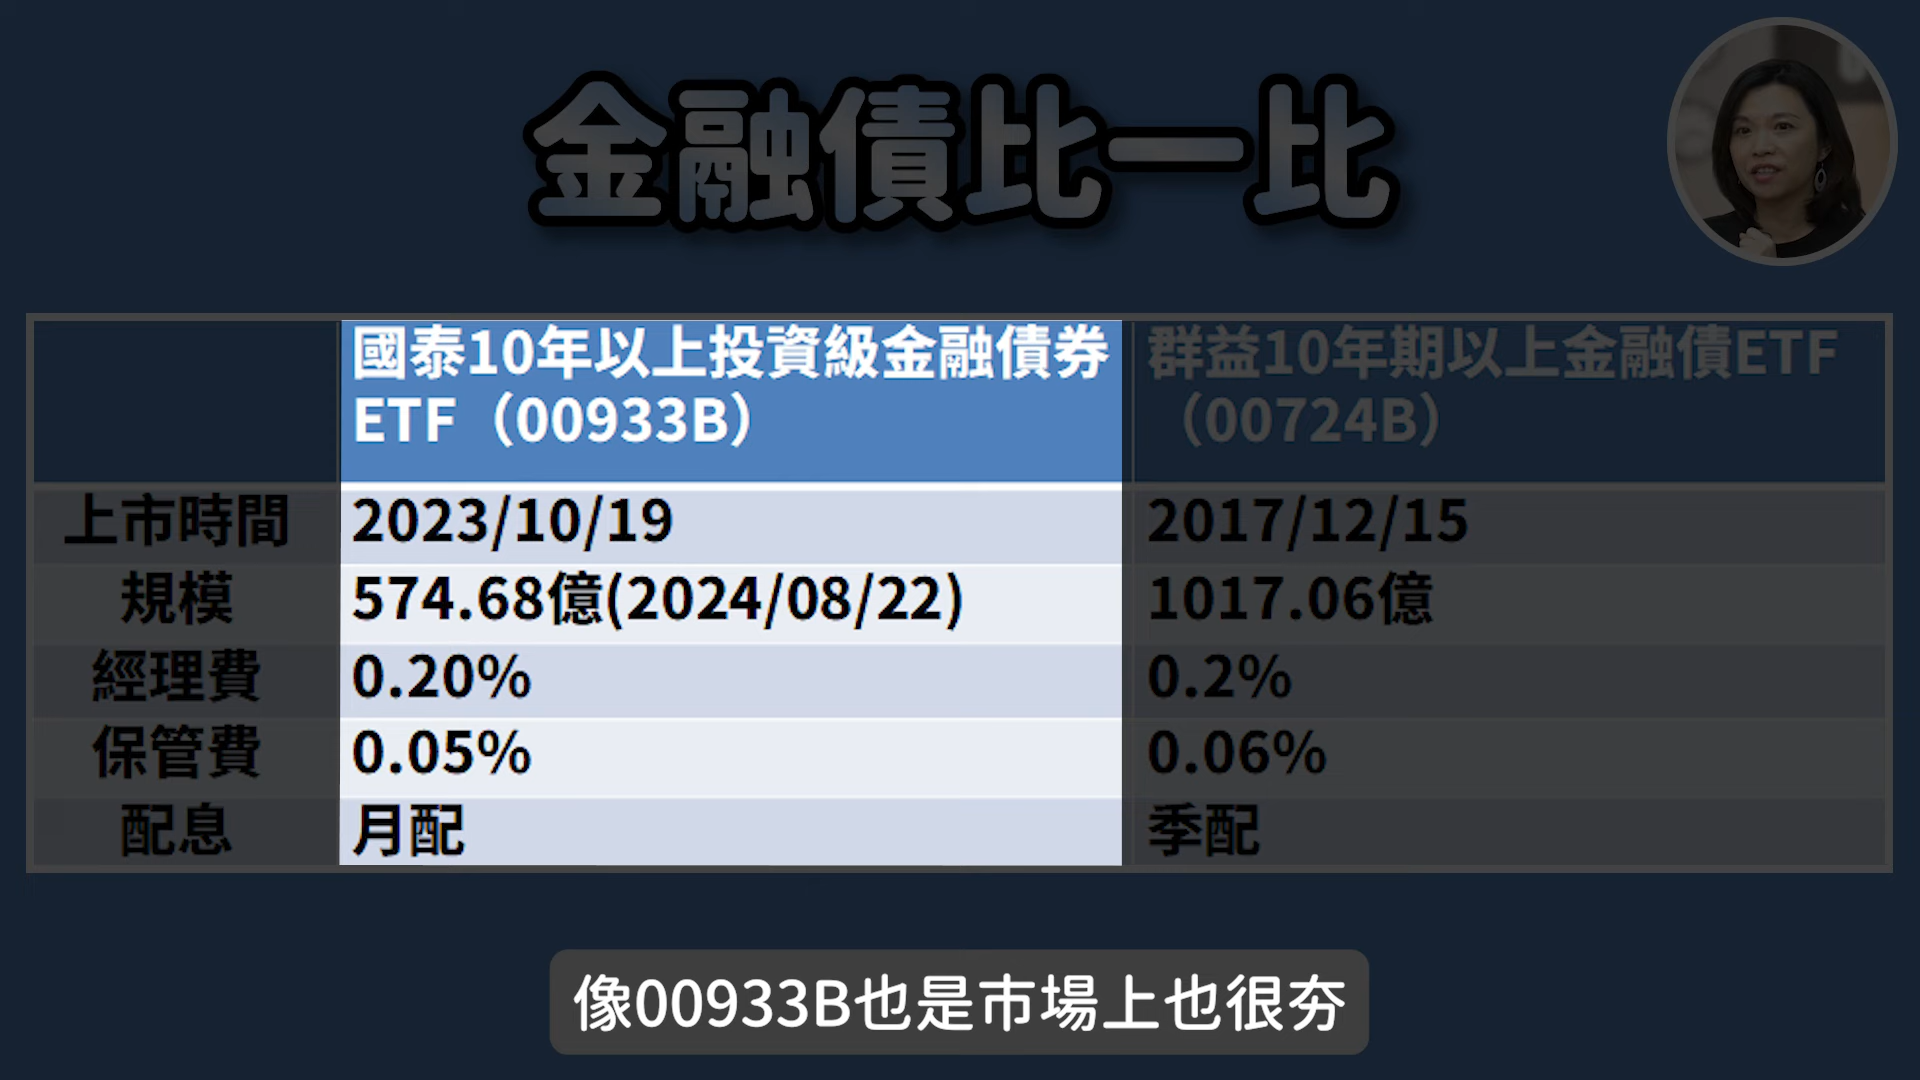 金融債比一比
國泰10年以上投資級金融債券
ETF（00933B）
群益10年期以上金融債ETF
（00724B）
上市時間 2023/10/19 2017/12/15
規模 574.68億(2024/08/22) 1017.06億
經理費 0.20% 0.2%
保管費 0.05% 0.06%
配息 月配 季配
像00933B也是市場上也很夯